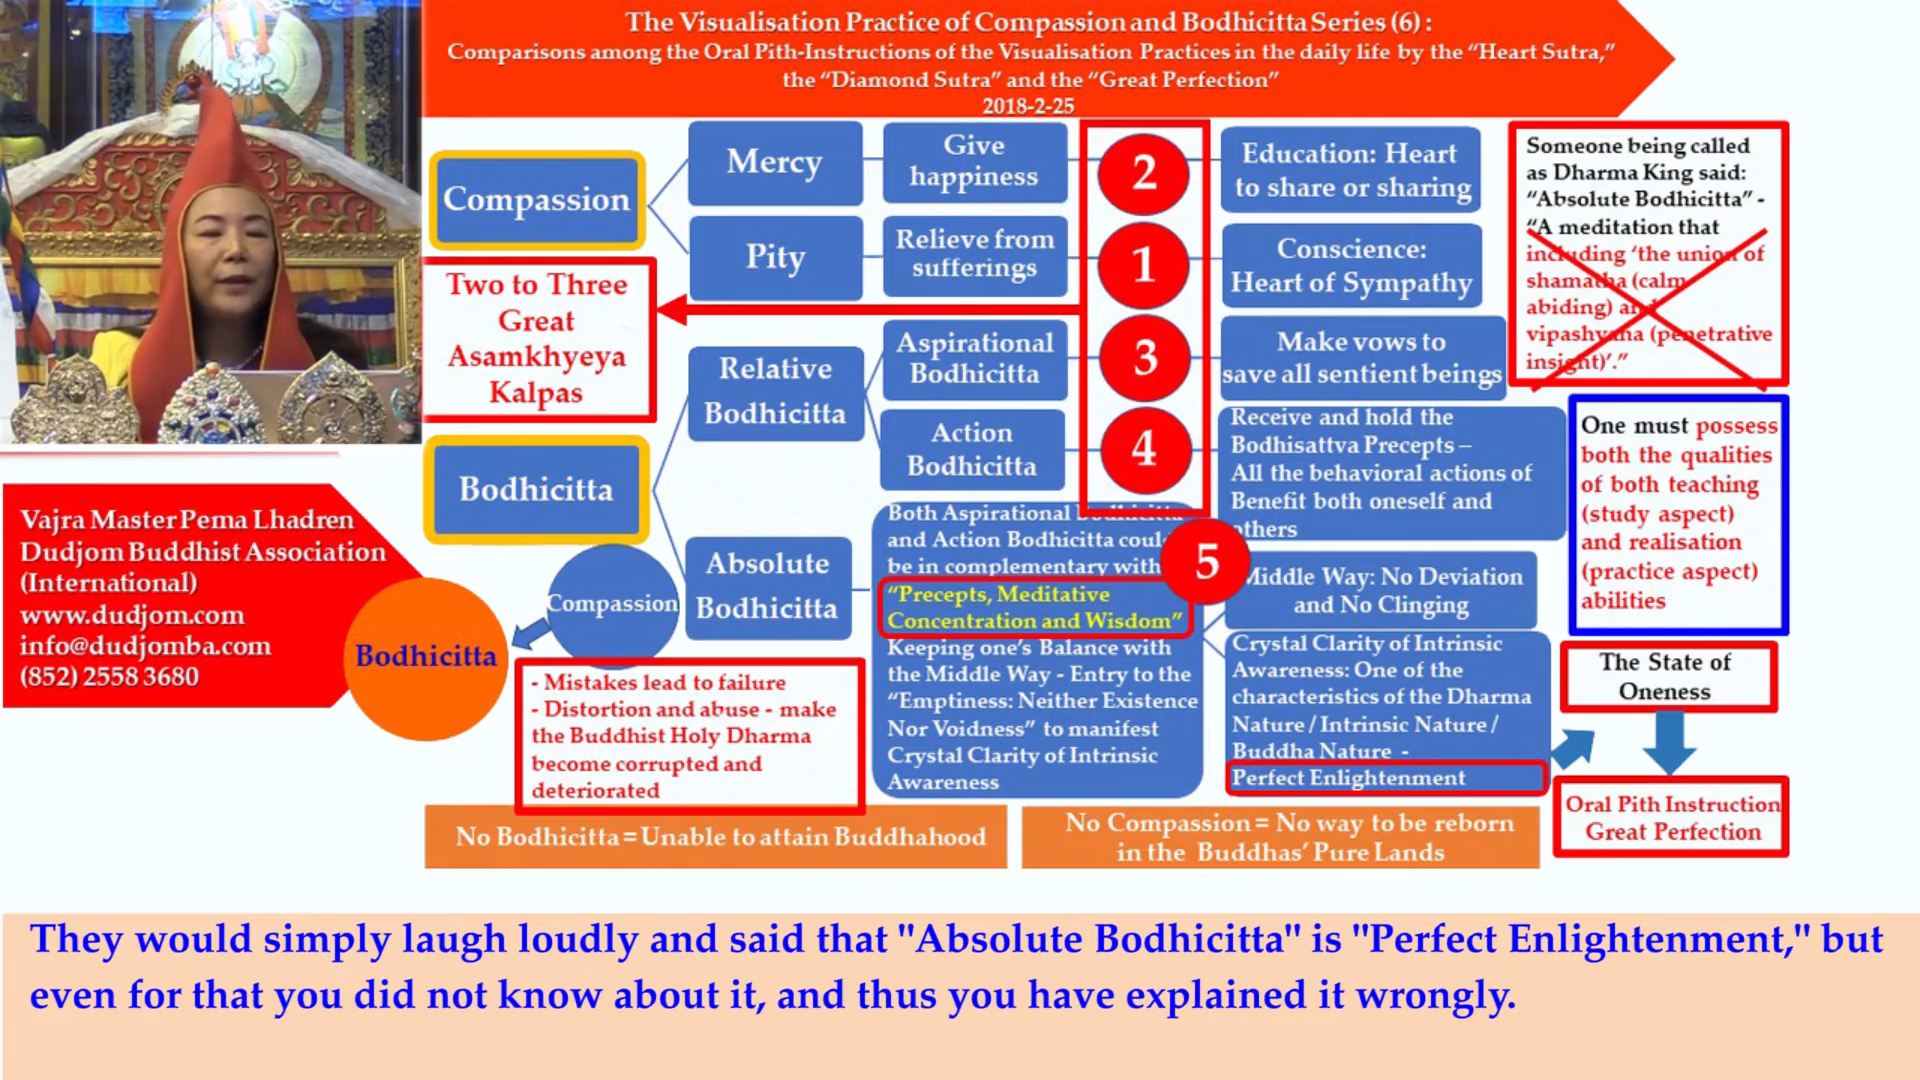 The Visualisation Practice of Compassion and Bodhicitta Series (6) :
Comparisons among the Oral Pith-Instructions of the Visualisation Practices in the daily life by the “Heart Sutra,”
the “Diamond Sutra” and the “Great Perfection”
2018-2-25
Compassion
Mercy
Give
happiness
2
Education: Heart
to share or sharing
Pity
Relieve from
sufferings
1
Conscience:
Heart of Sympathy
Someone being called
as Dharma King said:
“Absolute Bodhicitta” -
“A meditation that
including ‘the union of
shamatha (calm
abiding) and
vipashyana (penetrative
insight)’.”
Two to Three
Great
Asamkhyeya
Kalpas
Bodhicitta
Relative
Bodhicitta
Aspirational
Bodhicitta
3
Make vows to
save all sentient beings
Action
Bodhicitta
4
Receive and hold the
Bodhisattva Precepts –
All the behavioral actions of
Benefit both oneself and
others
One must possess
both the qualities
of both teaching
(study aspect)
and realisation
(practice aspect)
abilities
Absolute
Bodhicitta
Both Aspirational Bodhicitta
and Action Bodhicitta could
be in complementary with
“Precepts, Meditative
Concentration and Wisdom”
Keeping one’s Balance with
the Middle Way - Entry to the
“Emptiness: Neither Existence
Nor Voidness” to manifest
Crystal Clarity of Intrinsic
Awareness
5
Middle Way: No Deviation
and No Clinging
Crystal Clarity of Intrinsic
Awareness: One of the
characteristics of the Dharma
Nature / Intrinsic Nature /
Buddha Nature -
Perfect Enlightenment
The State of
Oneness
Oral Pith Instruction
Great Perfection
Vajra Master Pema Lhadren
Dudjom Buddhist Association
(International)
www.dudjom.com
info@dudjomba.com
(852) 2558 3680
Compassion
Bodhicitta
- Mistakes lead to failure
- Distortion and abuse - make
the Buddhist Holy Dharma
become corrupted and
deteriorated
No Bodhicitta = Unable to attain Buddhahood
No Compassion = No way to be reborn
in the Buddhas’ Pure Lands
They would simply laugh loudly and said that "Absolute Bodhicitta" is "Perfect Enlightenment," but
even for that you did not know about it, and thus you have explained it wrongly.